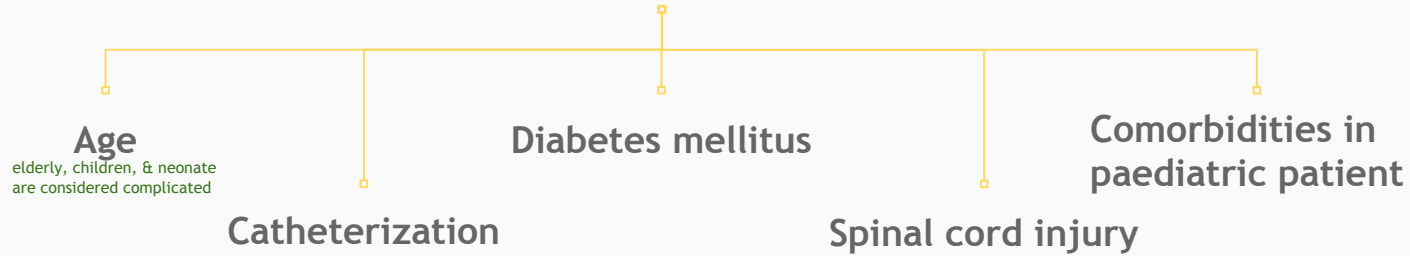 Age
elderly, children, & neonate
are considered complicated
Catheterization
Diabetes mellitus
Spinal cord injury
Comorbidities in
paediatric patient